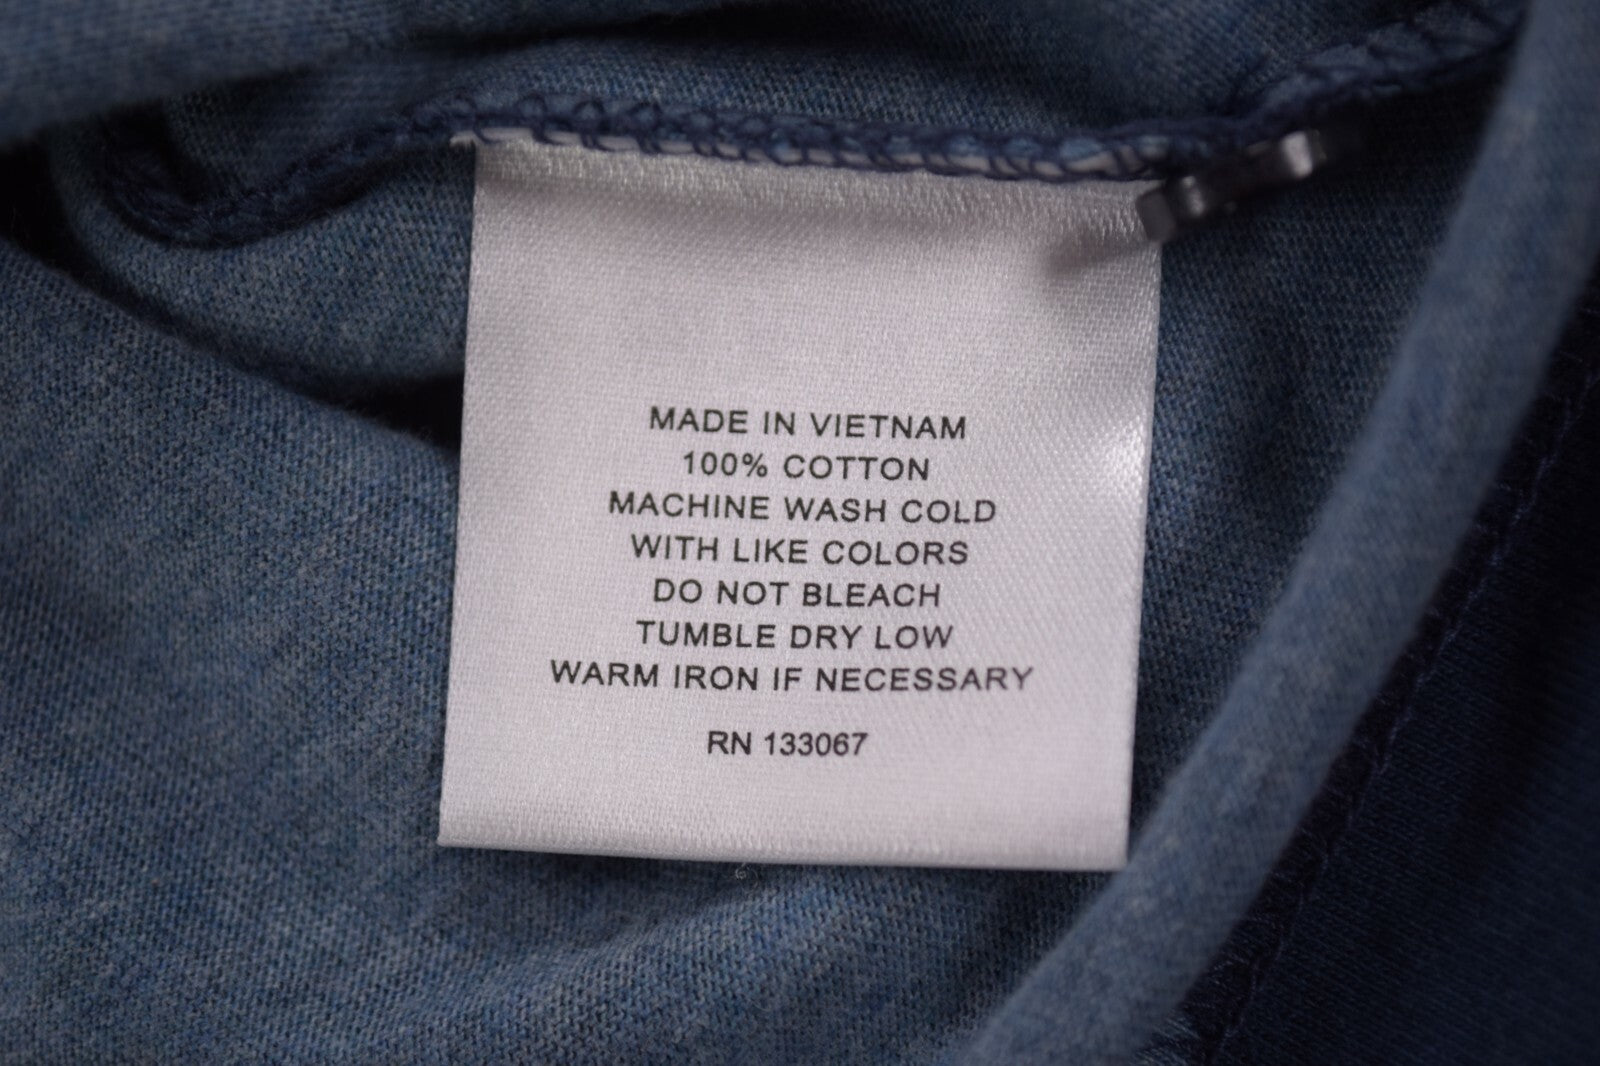 MADE IN VIETNAM
100% COTTON
MACHINE WASH COLD
WITH LIKE COLORS
DO NOT BLEACH
TUMBLE DRY LOW
WARM IRON IF NECESSARY
RN 133067